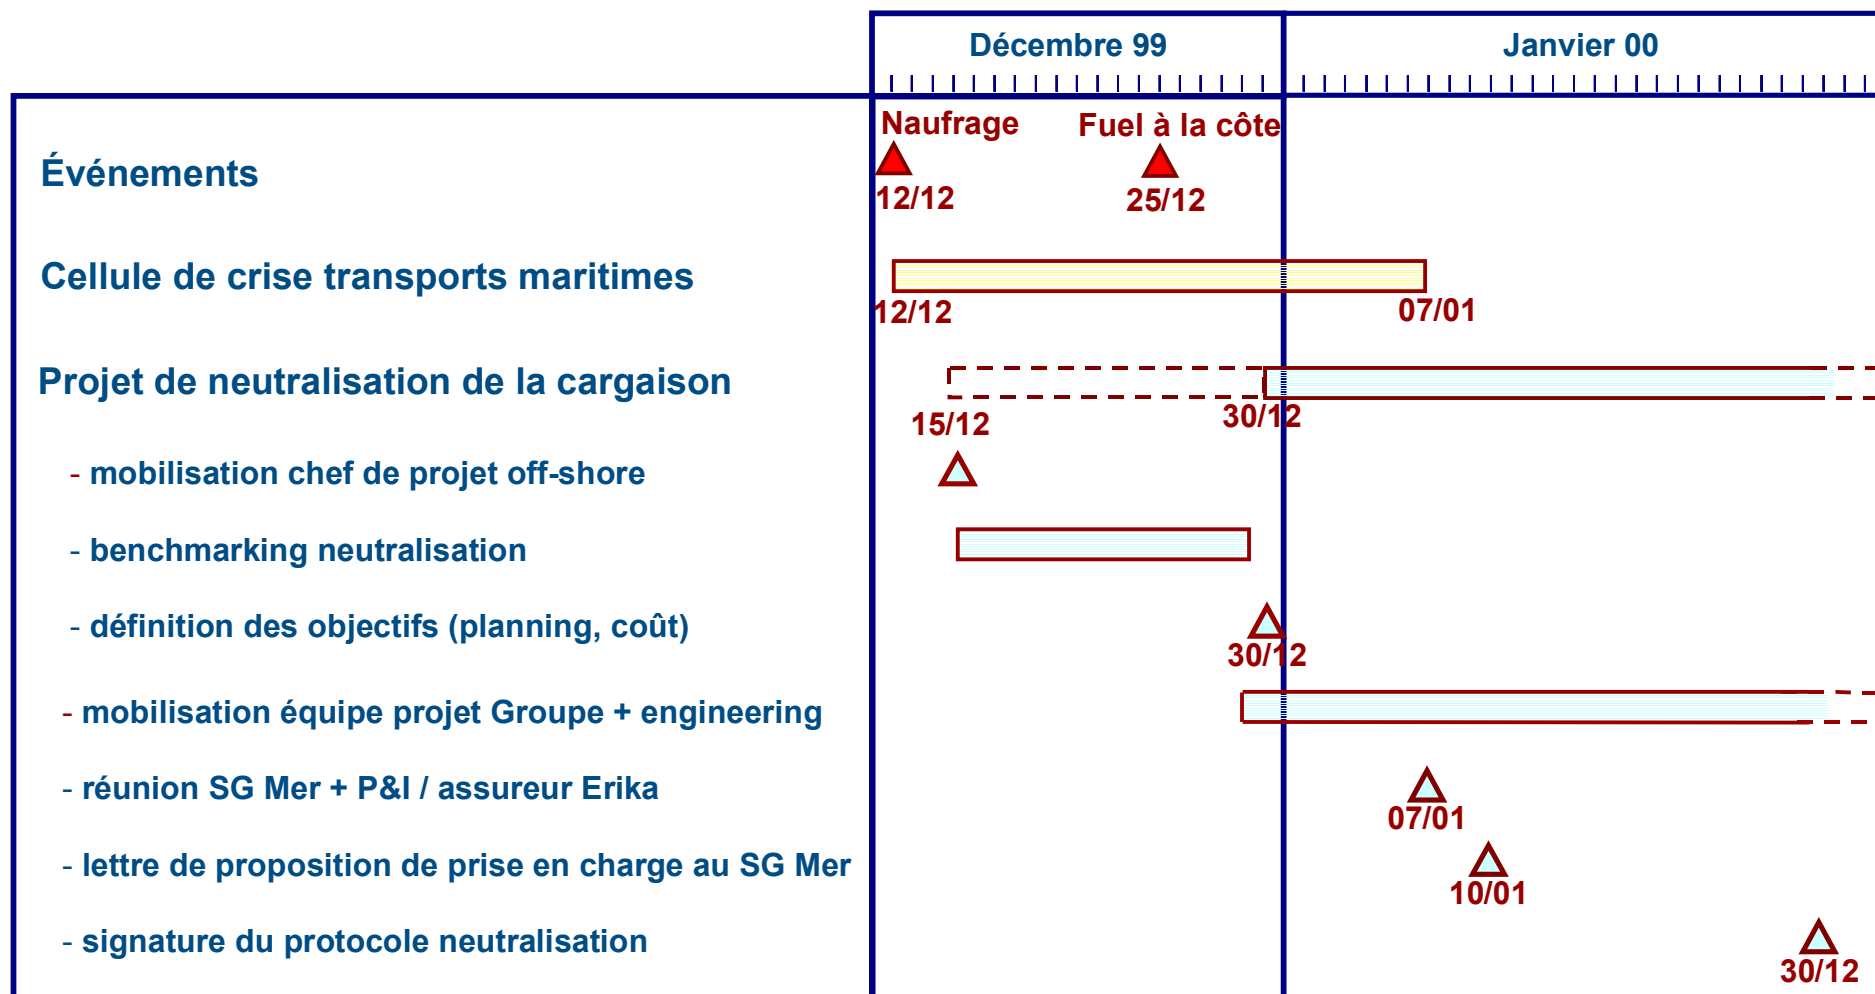 Décembre 99
Janvier 00
Naufrage
Fuel à la côte
Événements
12/12
25/12
Cellule de crise transports maritimes
12/12
07/01
Projet de neutralisation de la cargaison
15/12
30/12
- mobilisation chef de projet off-shore
- benchmarking neutralisation
- définition des objectifs (planning, coût)
30/12
- mobilisation équipe projet Groupe + engineering
- réunion SG Mer + P&I / assureur Erika
07/01
- lettre de proposition de prise en charge au SG Mer
10/01
- signature du protocole neutralisation
30/12